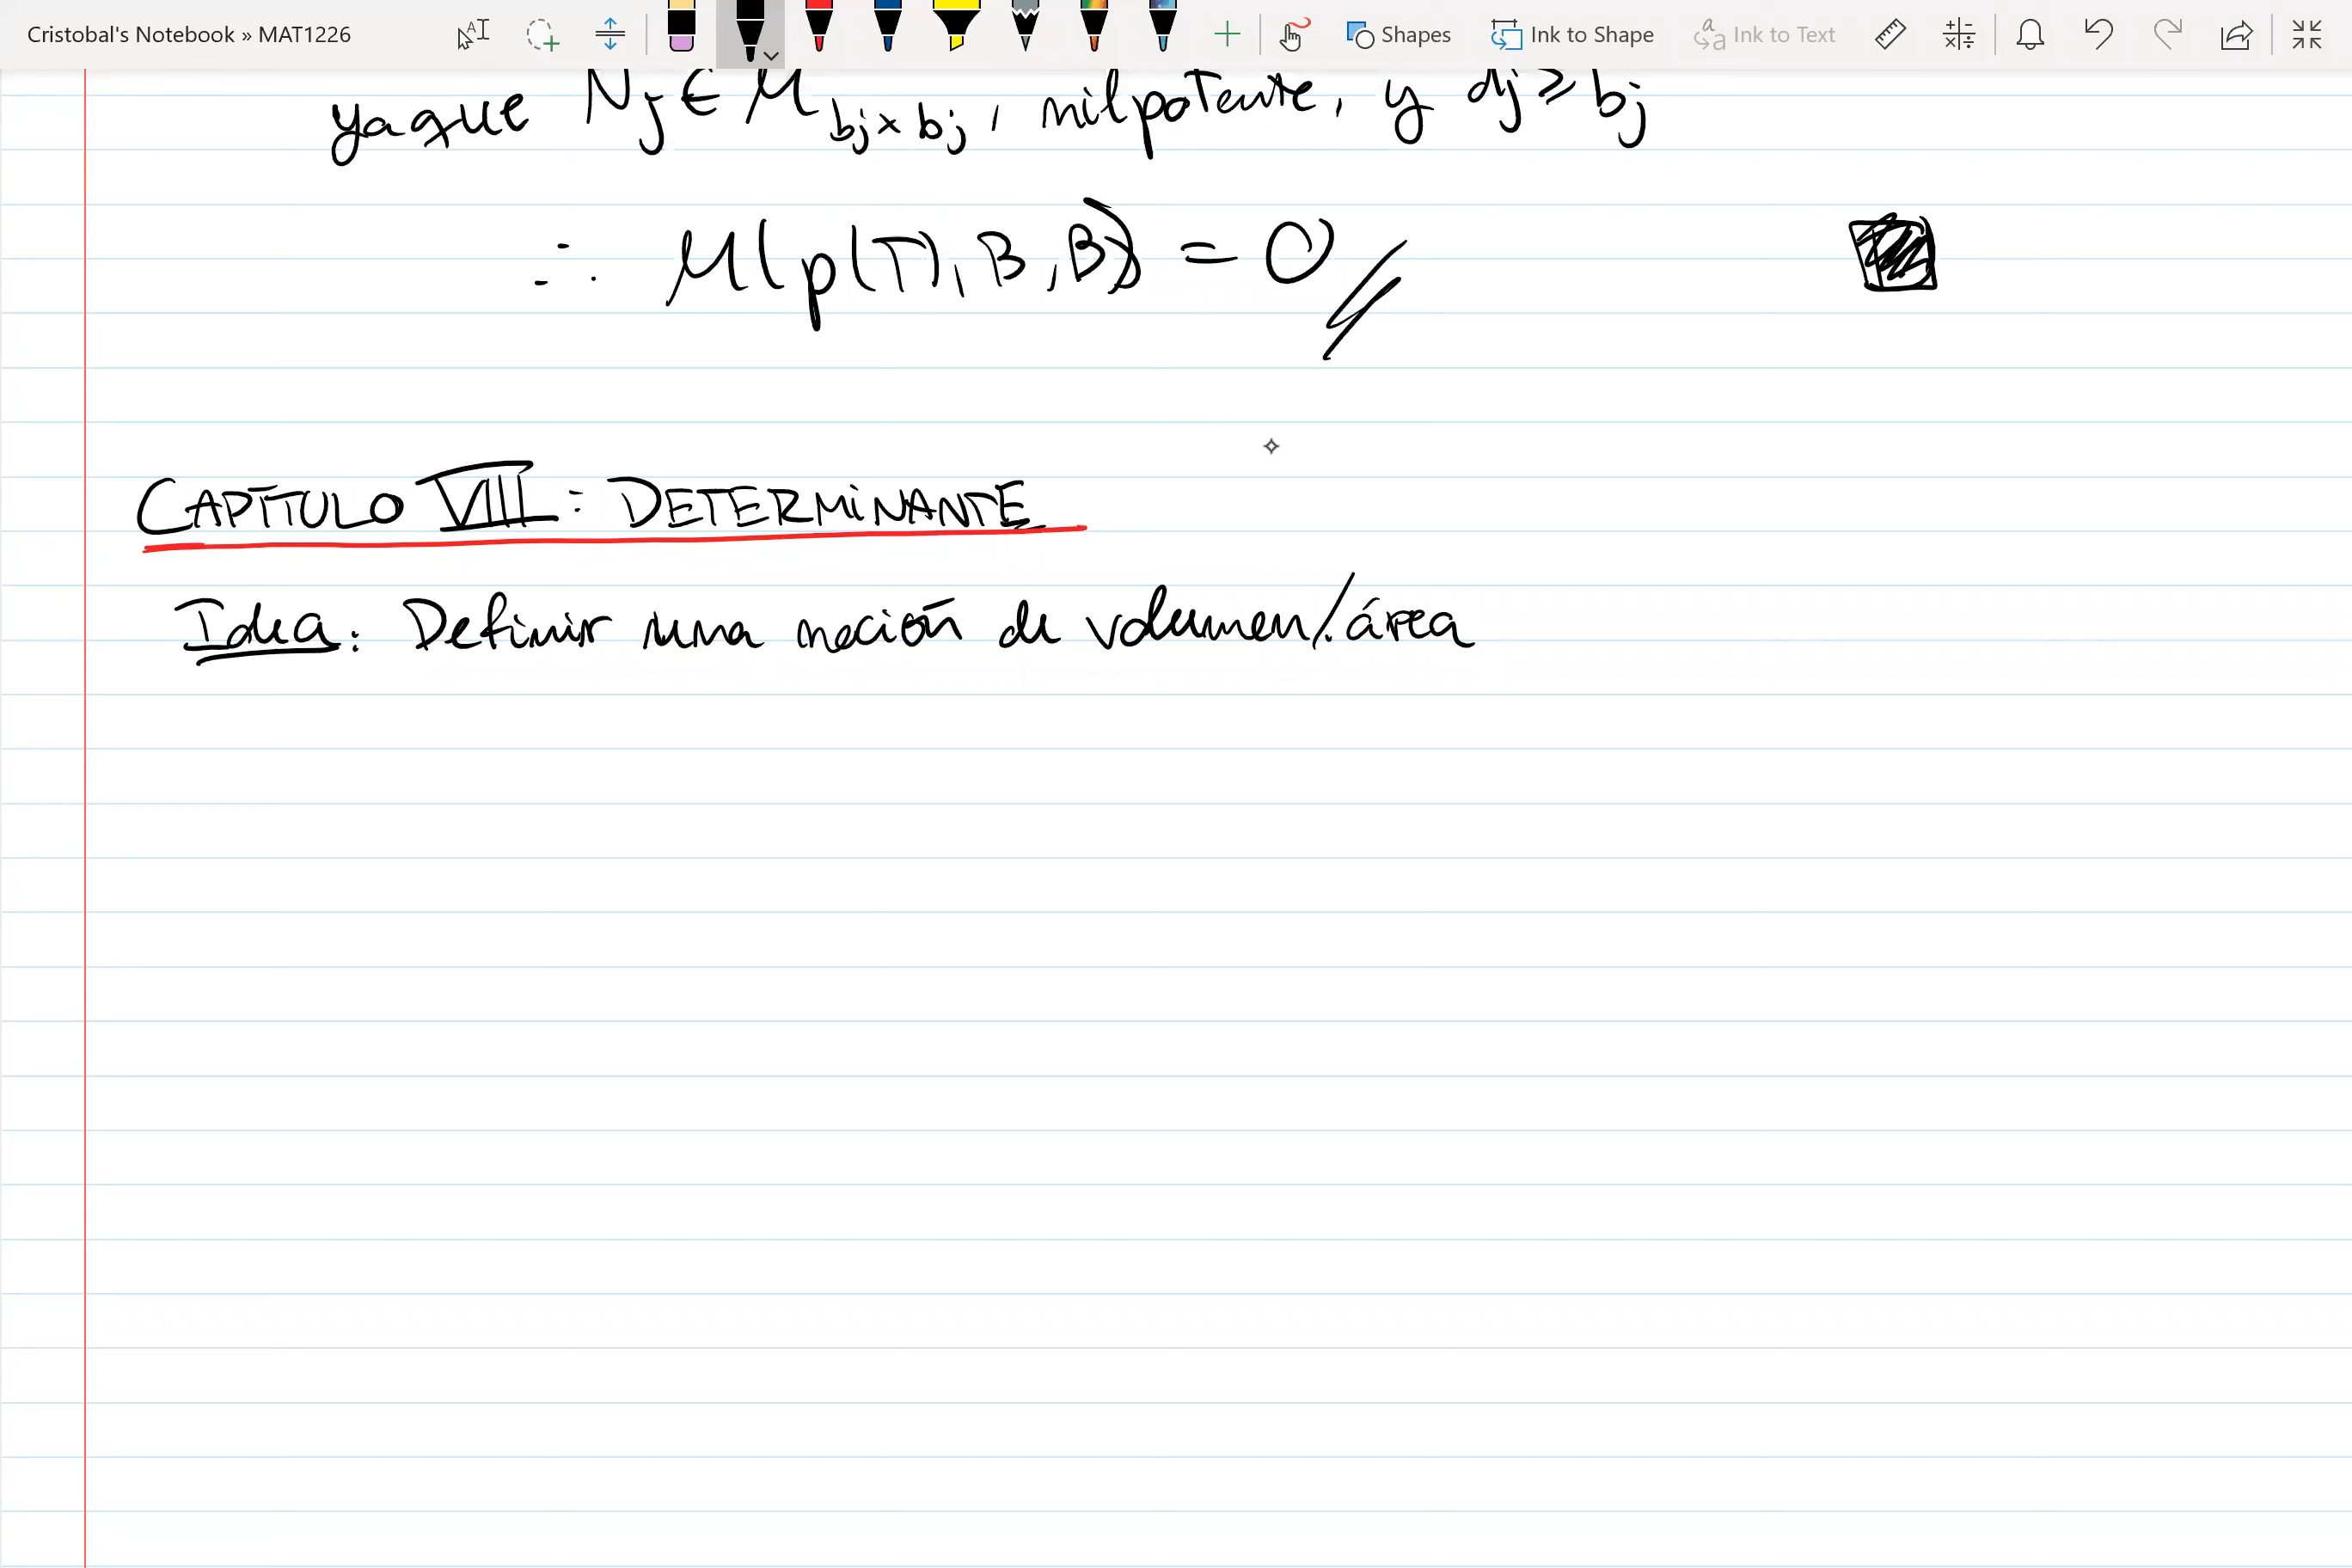 Cristobal's Notebook » MAT1226
Shapes
Ink to Shape
Ink to Text
ya que Nj ∈ M bj×bj, nilpotente, y dj ≥ bj
∴ M(p(T), B, B) = 0
CAPÍTULO VIII: DETERMINANTE
Idea: Definir una noción de volumen/área